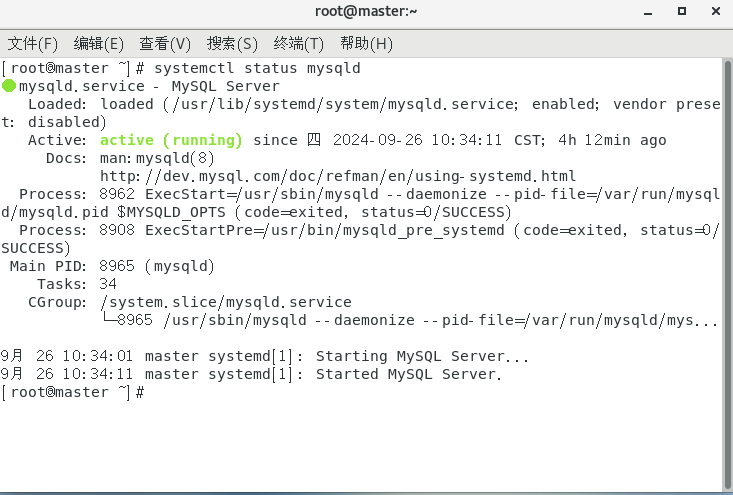 root@master:~
文件(F) 编辑(E) 查看(V) 搜索(S) 终端(T) 帮助(H)
[root@master ~]# systemctl status mysqld
mysqld.service - MySQL Server
Loaded: loaded (/usr/lib/systemd/system/mysqld.service; enabled; vendor prese
t: disabled)
Active: active (running) since 四 2024-09-26 10:34:11 CST; 4h 12min ago
Docs: man:mysqld(8)
http://dev.mysql.com/doc/refman/en/using-systemd.html
Process: 8962 ExecStart=/usr/sbin/mysqld --daemonize --pid-file=/var/run/mysql
d/mysqld.pid $MYSQLD_OPTS (code=exited, status=0/SUCCESS)
Process: 8908 ExecStartPre=/usr/bin/mysqld_pre_systemd (code=exited, status=0/
SUCCESS)
Main PID: 8965 (mysqld)
Tasks: 34
CGroup: /system.slice/mysqld.service
└─8965 /usr/sbin/mysqld --daemonize --pid-file=/var/run/mysqld/mys...
9月 26 10:34:01 master systemd[1]: Starting MySQL Server...
9月 26 10:34:11 master systemd[1]: Started MySQL Server.
[root@master ~]#